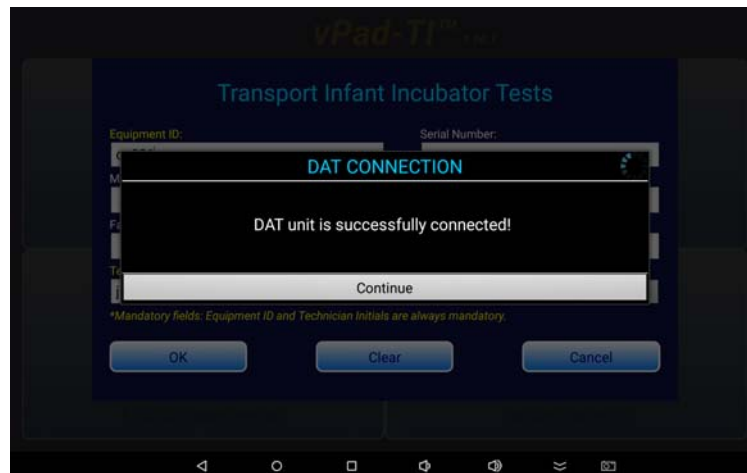 vPad-TI™
Transport Infant Incubator Tests
Equipment ID:
Serial Number:
DAT CONNECTION
DAT unit is successfully connected!
Continue
*Mandatory fields: Equipment ID and Technician Initials are always mandatory.
OK
Clear
Cancel